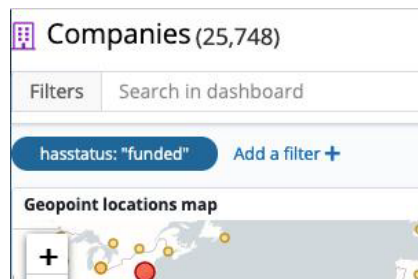 Companies (25,748)
Filters Search in dashboard
hasstatus: "funded" Add a filter +
Geopoint locations map
+